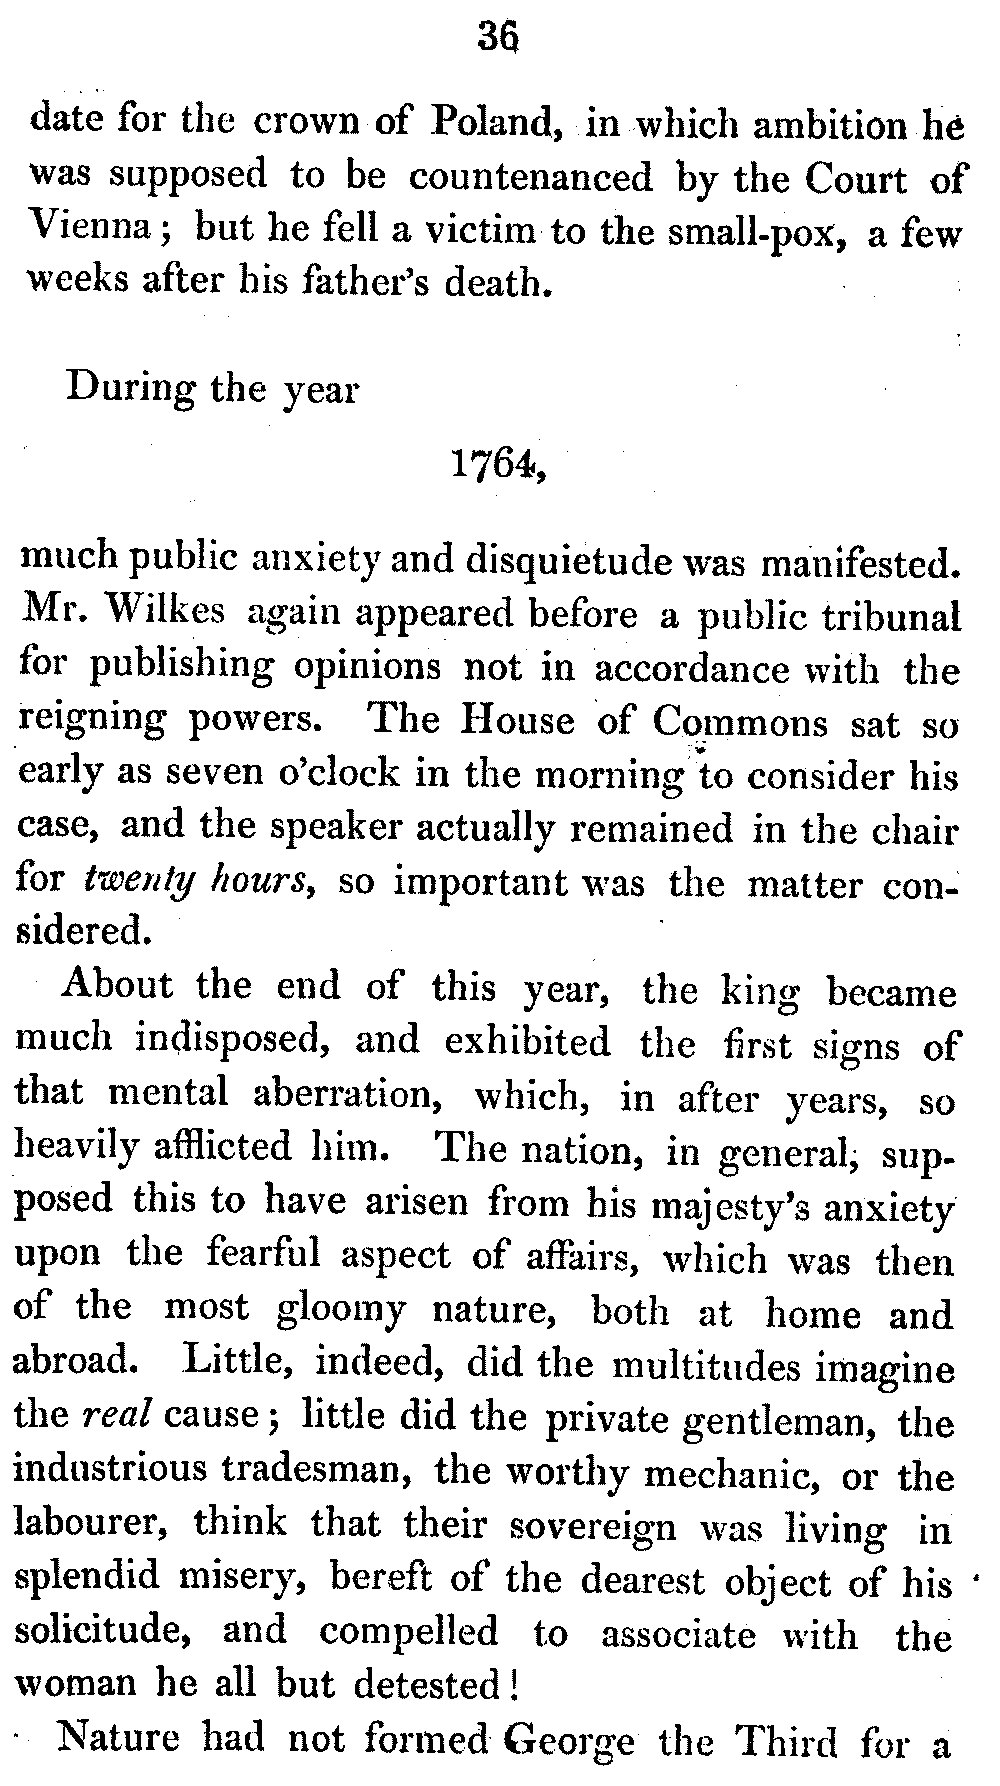 36
date for the crown of Poland, in which ambition he
was supposed to be countenanced by the Court of
Vienna; but he fell a victim to the small-pox, a few
weeks after his father's death.
During the year
1764,
much public anxiety and disquietude was manifested.
Mr. Wilkes again appeared before a public tribunal
for publishing opinions not in accordance with the
reigning powers. The House of Commons sat so
early as seven o'clock in the morning to consider his
case, and the speaker actually remained in the chair
for twenty hours, so important was the matter con-
sidered.
About the end of this year, the king became
much indisposed, and exhibited the first signs of
that mental aberration, which, in after years, so
heavily afflicted him. The nation, in general, sup-
posed this to have arisen from his majesty's anxiety
upon the fearful aspect of affairs, which was then
of the most gloomy nature, both at home and
abroad. Little, indeed, did the multitudes imagine
the real cause; little did the private gentleman, the
industrious tradesman, the worthy mechanic, or the
labourer, think that their sovereign was living in
splendid misery, bereft of the dearest object of his
solicitude, and compelled to associate with the
woman he all but detested!
Nature had not formed George the Third for a